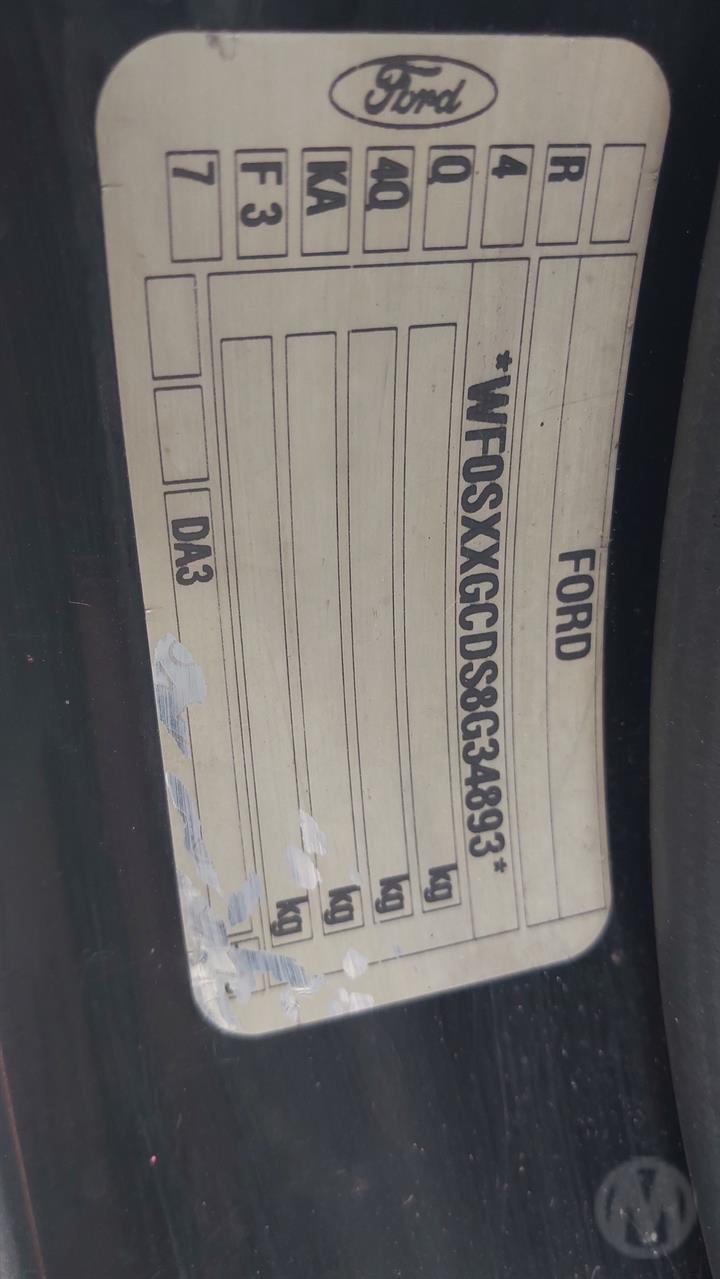 Ford
R
4
Q
4Q
KA
F 3
7
FORD
*WF0SXXGCDS8G34893*
kg
kg
kg
kg
DA3
M